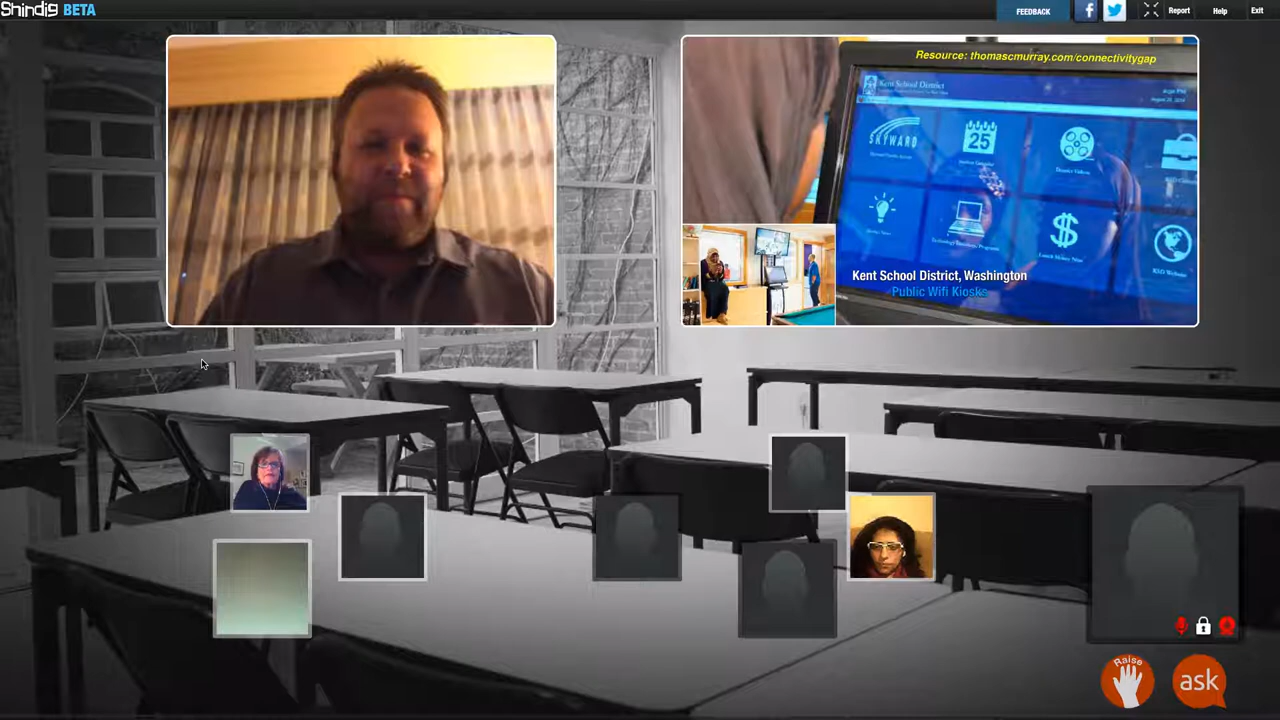 Shindig BETA
FEEDBACK
Report
Help
Exit
Resource: thomascmurray.com/connectivitygap
Kent School District
SKYWARD
25
Kent School District, Washington
Public Wifi Kiosks
Raise
ask